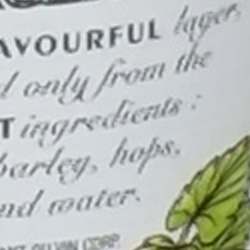 AVOURFUL lager,
d only from the
T ingredients :
barley, hops,
nd water.